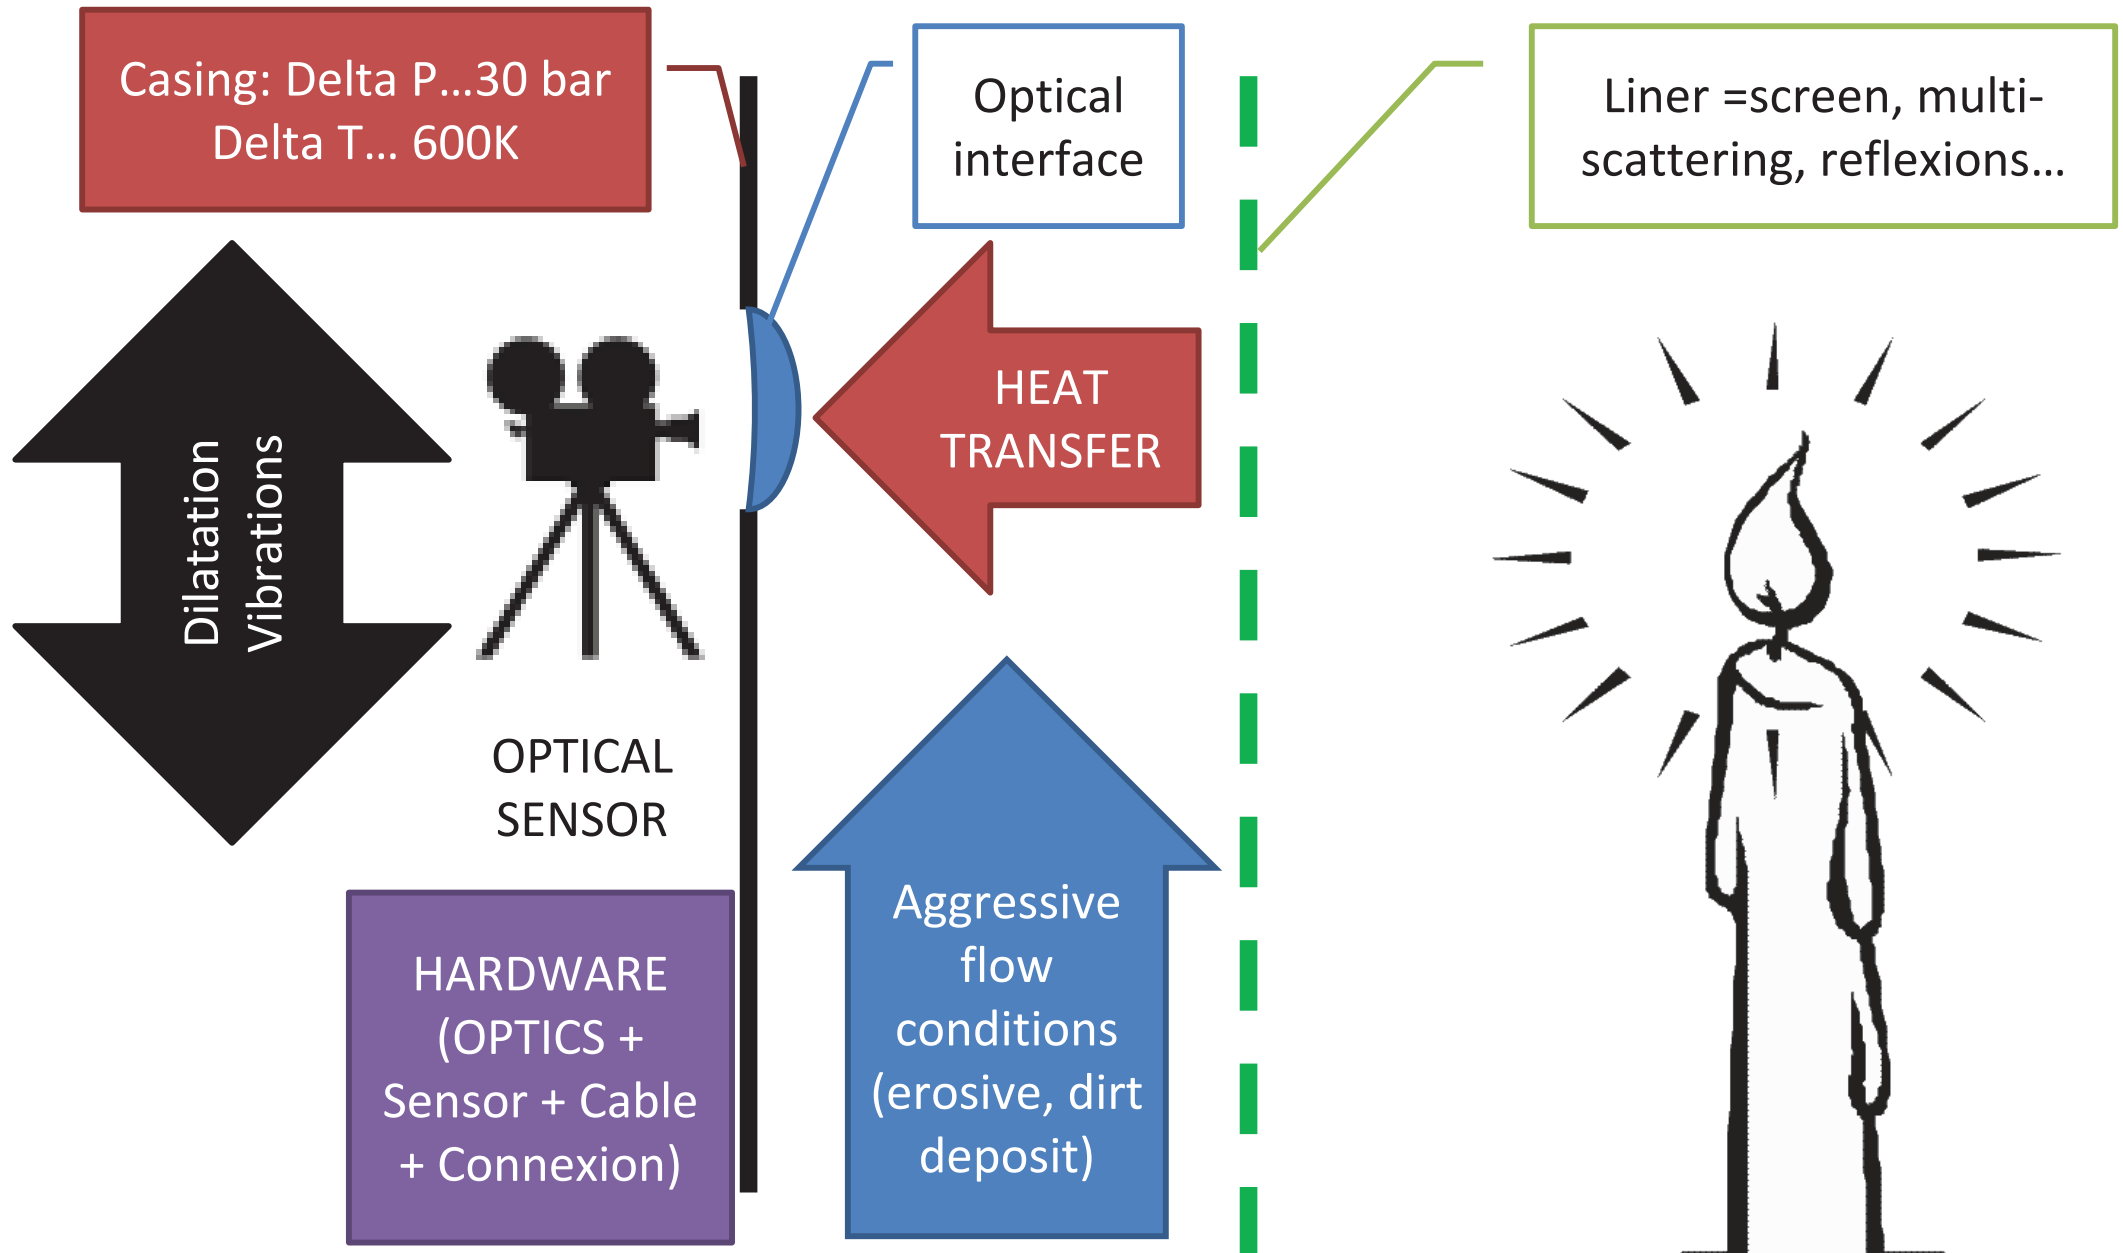 Casing: Delta P...30 bar
Delta T... 600K
Optical
interface
Liner =screen, multi-
scattering, reflexions...
Dilatation
Vibrations
HEAT
TRANSFER
OPTICAL
SENSOR
HARDWARE
(OPTICS +
Sensor + Cable
+ Connexion)
Aggressive
flow
conditions
(erosive, dirt
deposit)